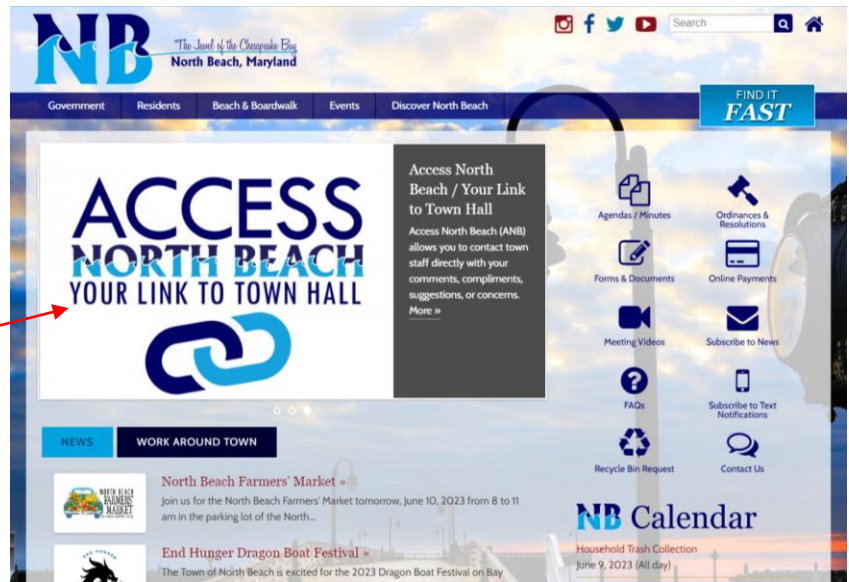 NB
"The Jewel of the Chesapeake Bay"
North Beach, Maryland
Search
Government
Residents
Beach & Boardwalk
Events
Discover North Beach
FIND IT
FAST
ACCESS
NORTH BEACH
YOUR LINK TO TOWN HALL
Access North
Beach / Your Link
to Town Hall
Access North Beach (ANB)
allows you to contact town
staff directly with your
comments, compliments,
suggestions, or concerns.
More »
Agendas / Minutes
Ordinances &
Resolutions
Forms & Documents
Online Payments
Meeting Videos
Subscribe to News
FAQs
Subscribe to Text
Notifications
Recycle Bin Request
Contact Us
NEWS
WORK AROUND TOWN
NORTH BEACH
FARMERS'
MARKET
North Beach Farmers' Market »
Join us for the North Beach Farmers' Market tomorrow, June 10, 2023 from 8 to 11
am in the parking lot of the North...
END HUNGER
End Hunger Dragon Boat Festival »
The Town of North Beach is excited for the 2023 Dragon Boat Festival on Bay
NB Calendar
Household Trash Collection
June 9, 2023 (All day)